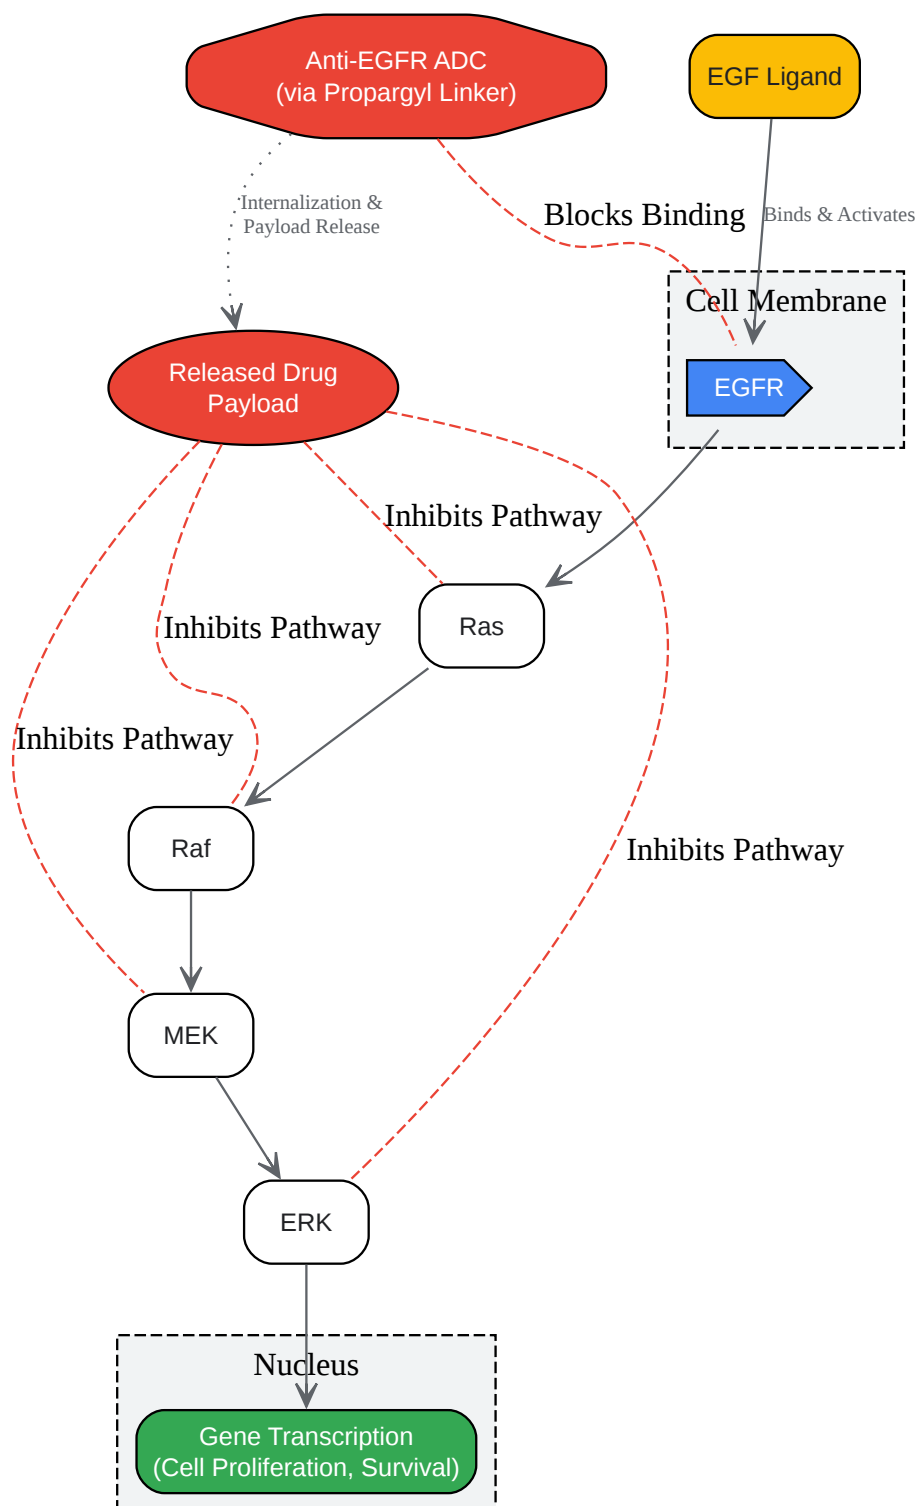 Anti-EGFR ADC
(via Propargyl Linker)
EGF Ligand
Internalization &
Payload Release
Blocks Binding
Binds & Activates
Cell Membrane
Released Drug
Payload
EGFR
Inhibits Pathway
Ras
Inhibits Pathway
Inhibits Pathway
Raf
Inhibits Pathway
MEK
ERK
Nucleus
Gene Transcription
(Cell Proliferation, Survival)